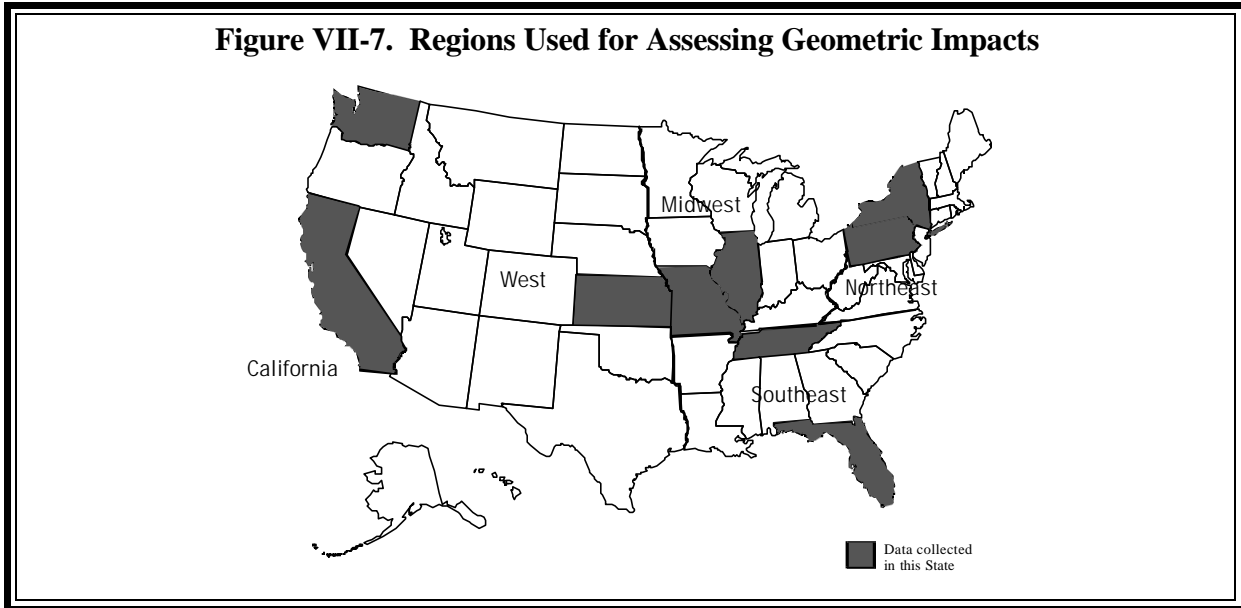 Figure VII-7. Regions Used for Assessing Geometric Impacts
Midwest
West
Northeast
California
Southeast
Data collected
in this State